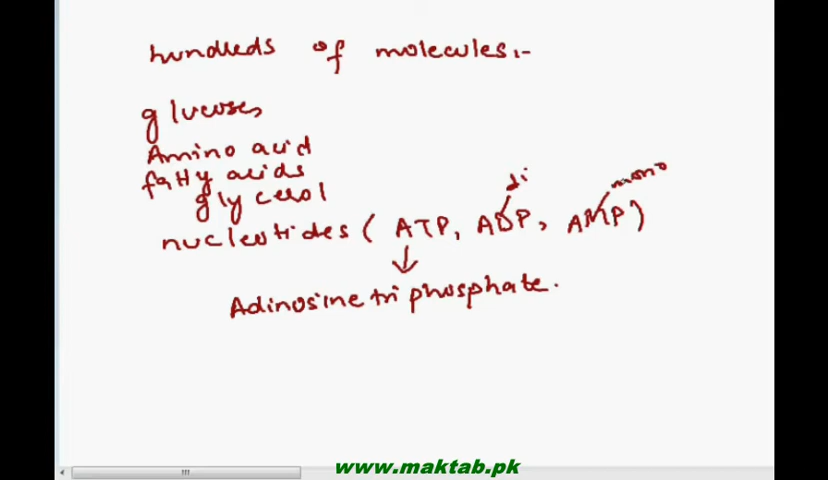 hundleds of molecules:-
glucoses
Amino acid
fatty acids
glycerol
di mono
nucleotides ( ATP, ADP, AMP)
Adinosine triphosphate.
www.maktab.pk